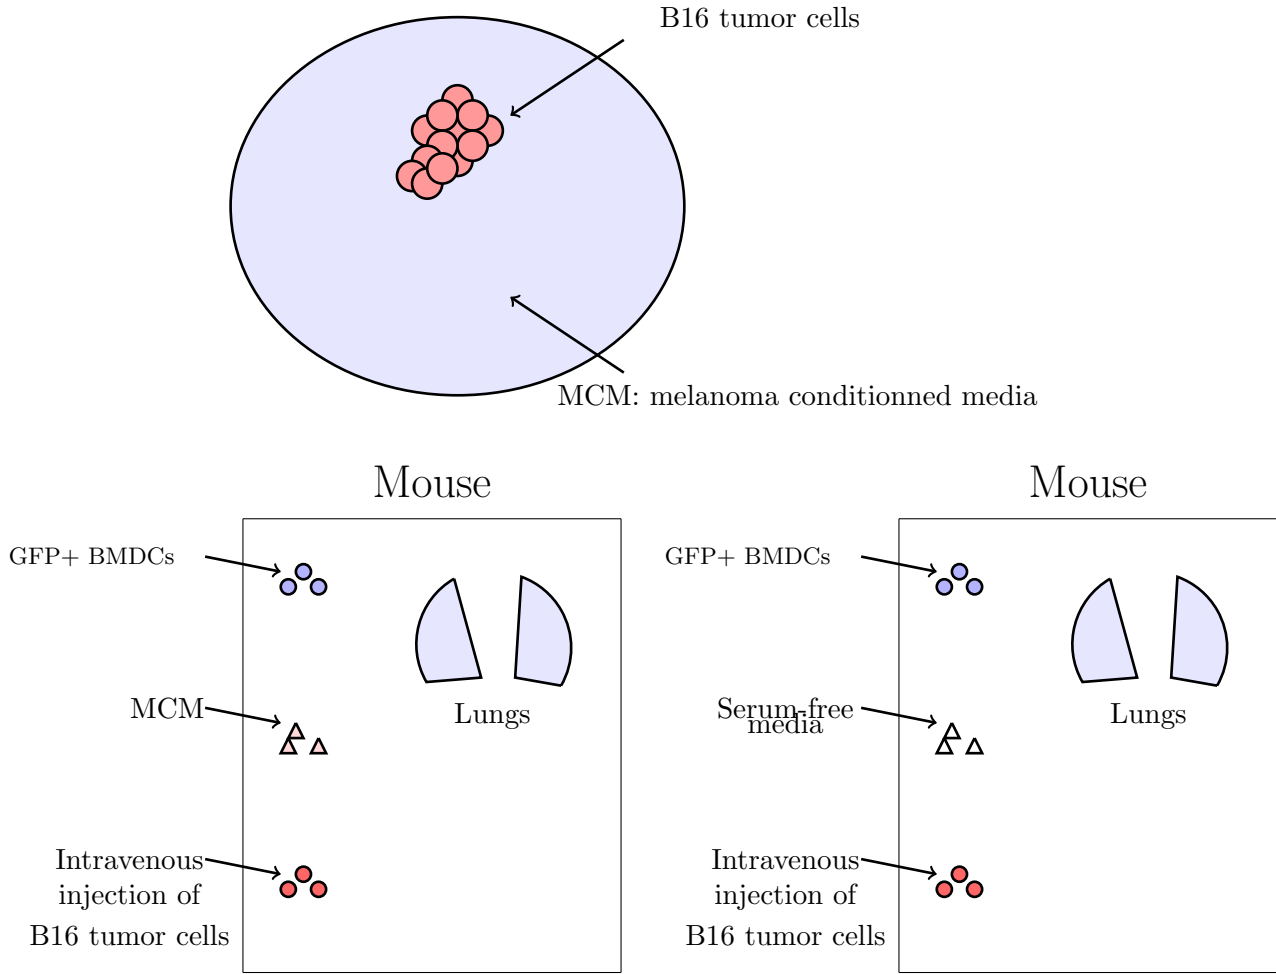 B16 tumor cells
MCM: melanoma conditionned media
Mouse
GFP+ BMDCs
MCM
Lungs
Intravenous
injection of
B16 tumor cells
Mouse
GFP+ BMDCs
Serum-free
media
Lungs
Intravenous
injection of
B16 tumor cells